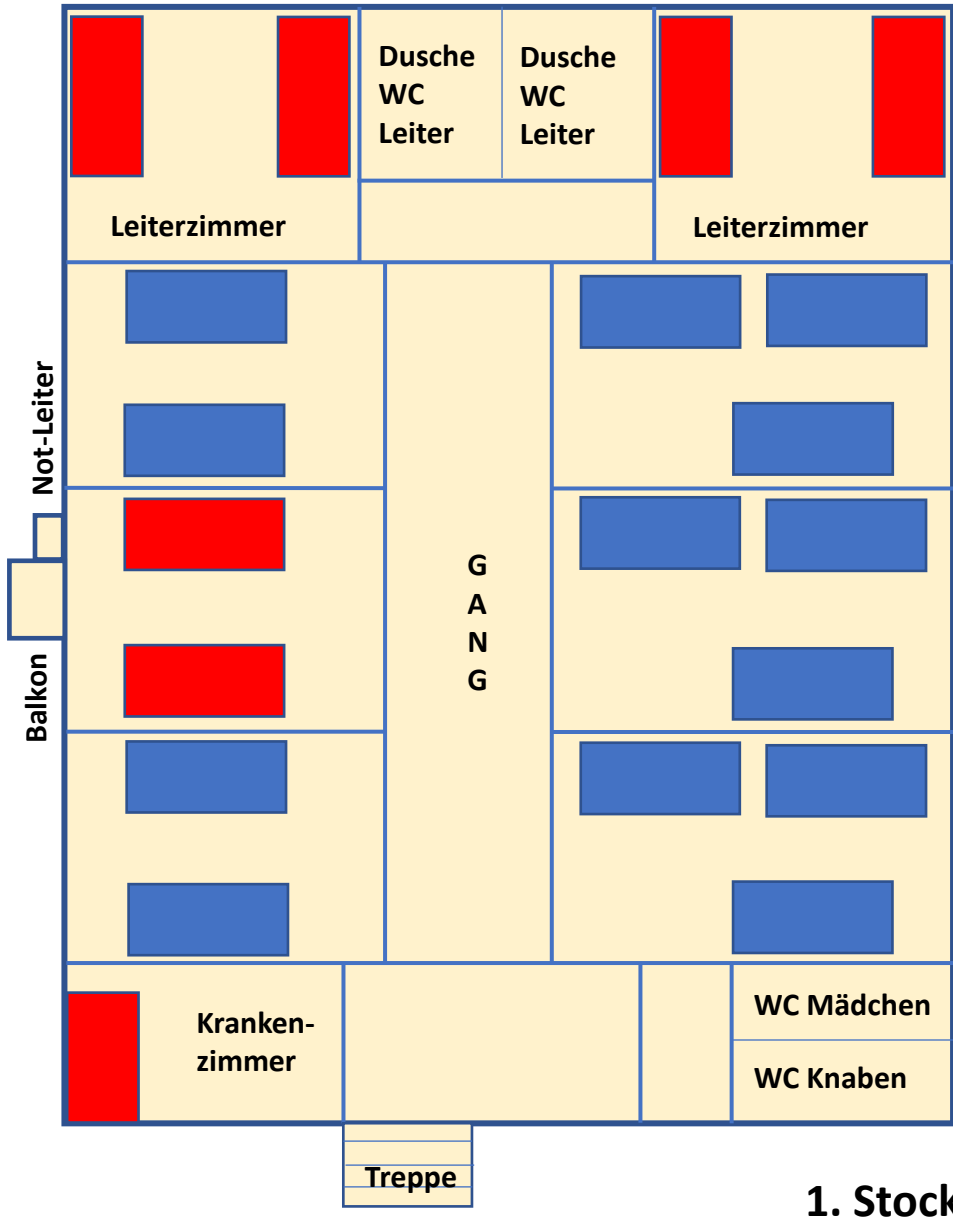 Dusche
WC
Leiter
Dusche
WC
Leiter
Leiterzimmer
Leiterzimmer
Not-Leiter
Balkon
G
A
N
G
Kranken-
zimmer
WC Mädchen
WC Knaben
Treppe
1. Stock